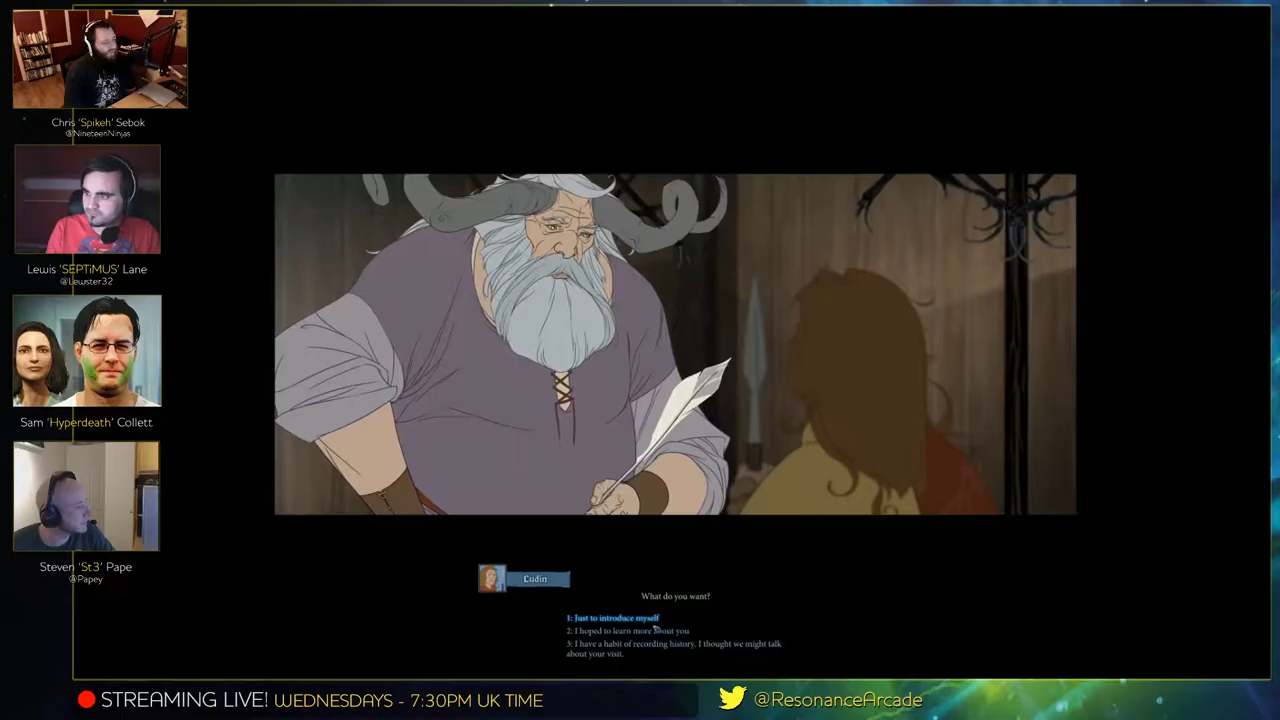 Chris 'Spikeh' Sebok
@NineteenNinjas
Lewis 'SEPTiMUS' Lane
@Lewster32
Sam 'Hyperdeath' Collett
Steven 'St3' Pape
@Papey
Ludin
What do you want?
1: Just to introduce myself
2: I hoped to learn more about you
3: I have a habit of recording history. I thought we might talk
about your visit.
STREAMING LIVE! WEDNESDAYS - 7:30PM UK TIME
@ResonanceArcade